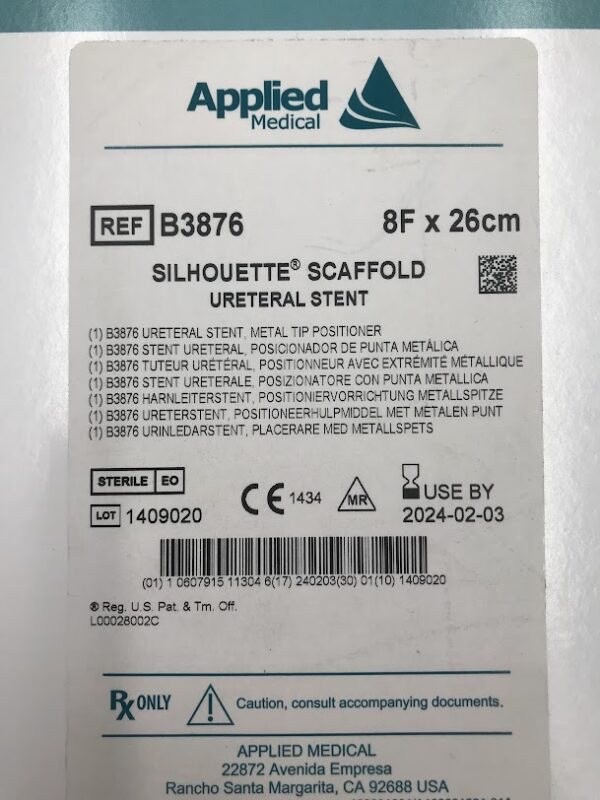 Applied
Medical
REF B3876 8F x 26cm
SILHOUETTE® SCAFFOLD
URETERAL STENT
(1) B3876 URETERAL STENT, METAL TIP POSITIONER
(1) B3876 STENT URETERAL, POSICIONADOR DE PUNTA METÁLICA
(1) B3876 TUTEUR URÉTÉRAL, POSITIONNEUR AVEC EXTRÉMITÉ MÉTALLIQUE
(1) B3876 STENT URETERALE, POSIZIONATORE CON PUNTA METALLICA
(1) B3876 HARNLEITERSTENT, POSITIONIERVORRICHTUNG METALLSPITZE
(1) B3876 URETERSTENT, POSITIONEERHULPMIDDEL MET METALEN PUNT
(1) B3876 URINLEDARSTENT, PLACERARE MED METALLSPETS
STERILE EO
LOT 1409020
CE 1434
MR
USE BY
2024-02-03
(01) 1 0607915 11304 6(17) 240203(30) 01(10) 1409020
® Reg. U.S. Pat. & Tm. Off.
L00028002C
Rx ONLY
! Caution, consult accompanying documents.
APPLIED MEDICAL
22872 Avenida Empresa
Rancho Santa Margarita, CA 92688 USA